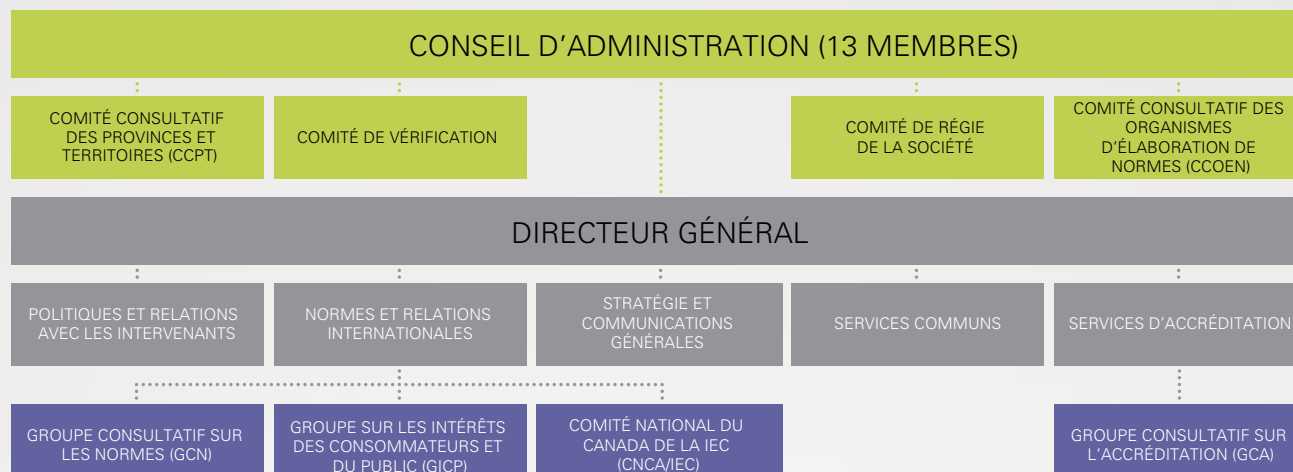 CONSEIL D'ADMINISTRATION (13 MEMBRES)
COMITÉ CONSULTATIF
DES PROVINCES ET
TERRITOIRES (CCPT)
COMITÉ DE VÉRIFICATION
COMITÉ DE RÉGIE
DE LA SOCIÉTÉ
COMITÉ CONSULTATIF DES
ORGANISMES
D'ÉLABORATION DE
NORMES (CCOEN)
DIRECTEUR GÉNÉRAL
POLITIQUES ET RELATIONS
AVEC LES INTERVENANTS
NORMES ET RELATIONS
INTERNATIONALES
STRATÉGIE ET
COMMUNICATIONS
GÉNÉRALES
SERVICES COMMUNS
SERVICES D'ACCRÉDITATION
GROUPE CONSULTATIF SUR
LES NORMES (GCN)
GROUPE SUR LES INTÉRÊTS
DES CONSOMMATEURS ET
DU PUBLIC (GICP)
COMITÉ NATIONAL DU
CANADA DE LA IEC
(CNCA/IEC)
GROUPE CONSULTATIF SUR
L'ACCRÉDITATION (GCA)